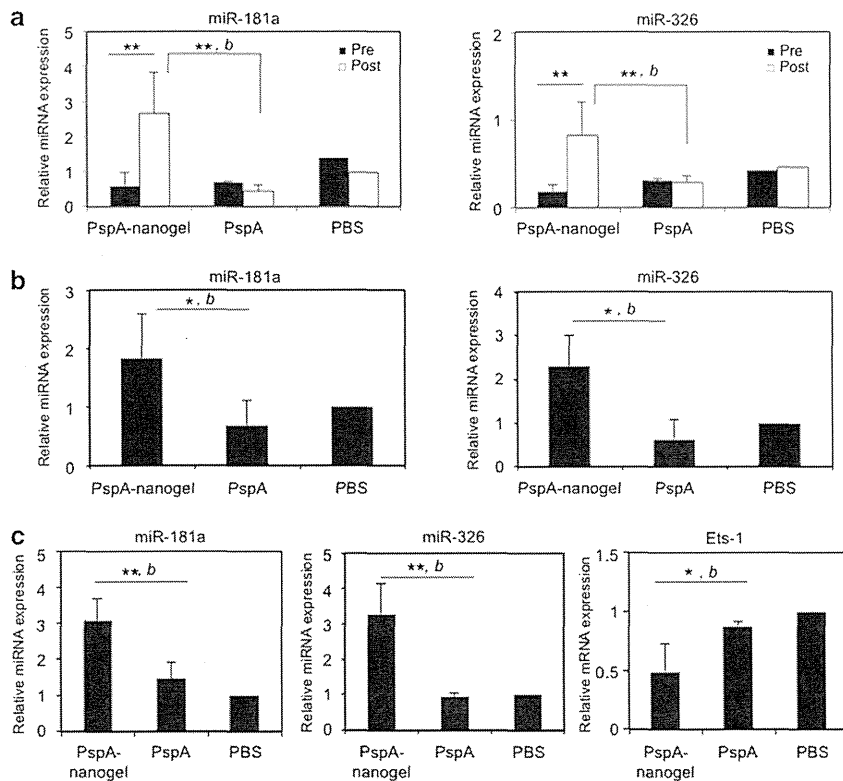 a
miR-181a
Relative miRNA expression
5
4
3
2
1
0
**
**, b
Pre
Post
PspA-nanogel PspA PBS
miR-326
Relative miRNA expression
2
1
0
**
**, b
Pre
Post
PspA-nanogel PspA PBS
b
miR-181a
Relative miRNA expression
3
2
1
0
*, b
PspA-nanogel PspA PBS
miR-326
Relative miRNA expression
4
3
2
1
0
*, b
PspA-nanogel PspA PBS
c
miR-181a
Relative miRNA expression
5
4
3
2
1
0
**, b
PspA-
nanogel PspA PBS
miR-326
Relative miRNA expression
5
4
3
2
1
0
**, b
PspA-
nanogel PspA PBS
Ets-1
Relative miRNA expression
1.5
1
0.5
0
*, b
PspA-
nanogel PspA PBS